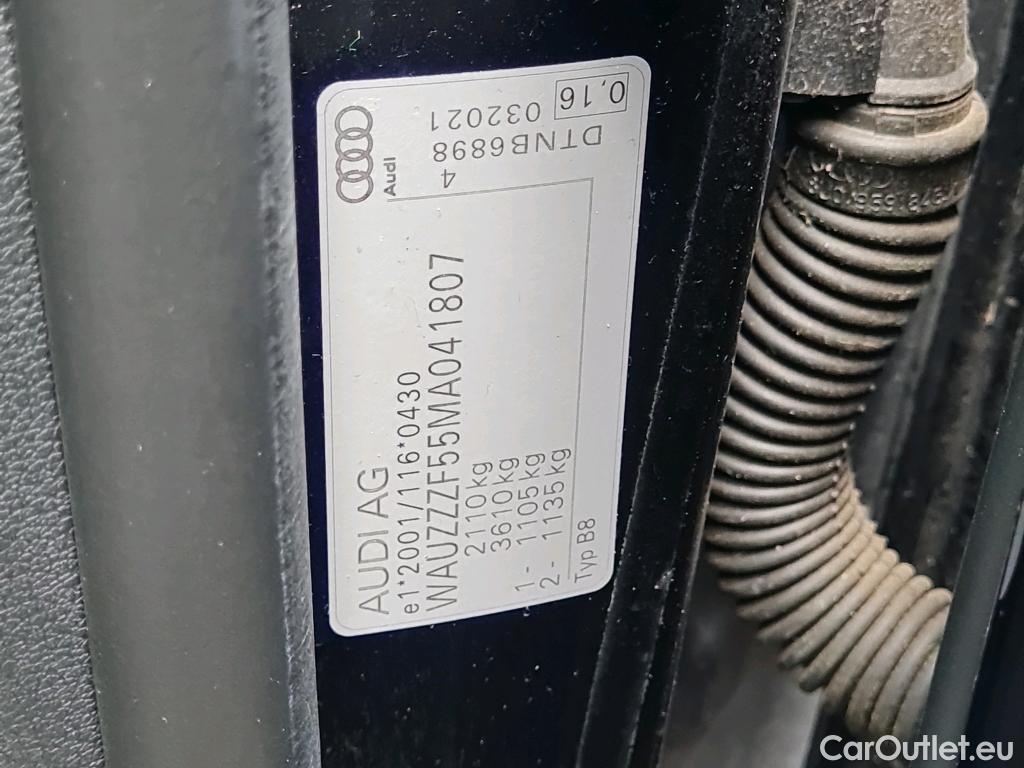 AUDI AG
e1*2001/116*0430
WAUZZZF55MA041807
2110kg
3610kg
1 - 1105kg
2 - 1135kg
Typ B8
Audi
4
DTNB6898
032021
0,16
CarOutlet.eu